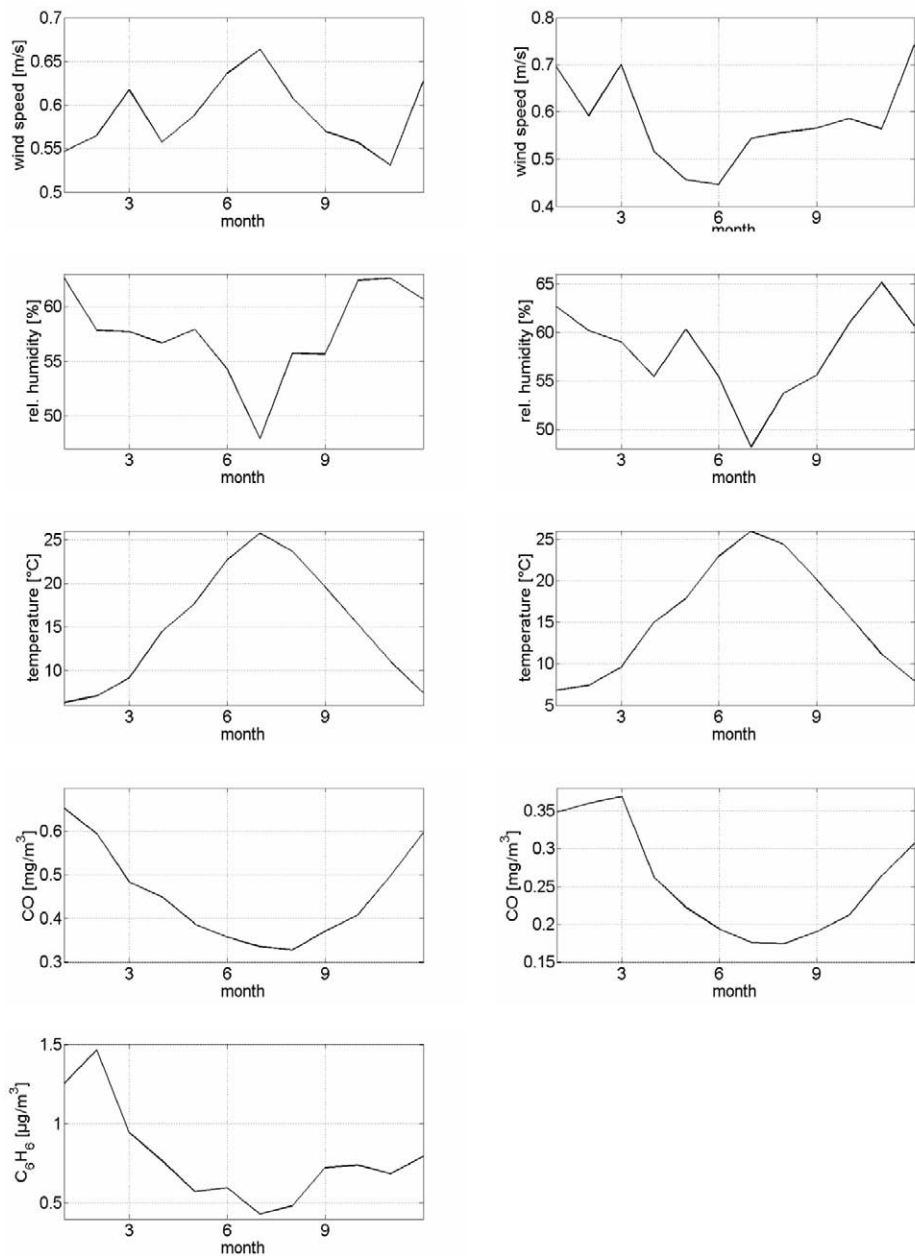 0.7
0.65
0.6
0.55
0.5
wind speed [m/s]
3 6 9
month
0.8
0.7
0.6
0.5
0.4
wind speed [m/s]
3 6 9
month
60
55
50
rel. humidity [%]
3 6 9
month
65
60
55
50
rel. humidity [%]
3 6 9
month
25
20
15
10
temperature [°C]
3 6 9
month
25
20
15
10
5
temperature [°C]
3 6 9
month
0.6
0.5
0.4
0.3
CO [mg/m³]
3 6 9
month
0.35
0.3
0.25
0.2
0.15
CO [mg/m³]
3 6 9
month
1.5
1
0.5
C₆H₆ [µg/m³]
3 6 9
month